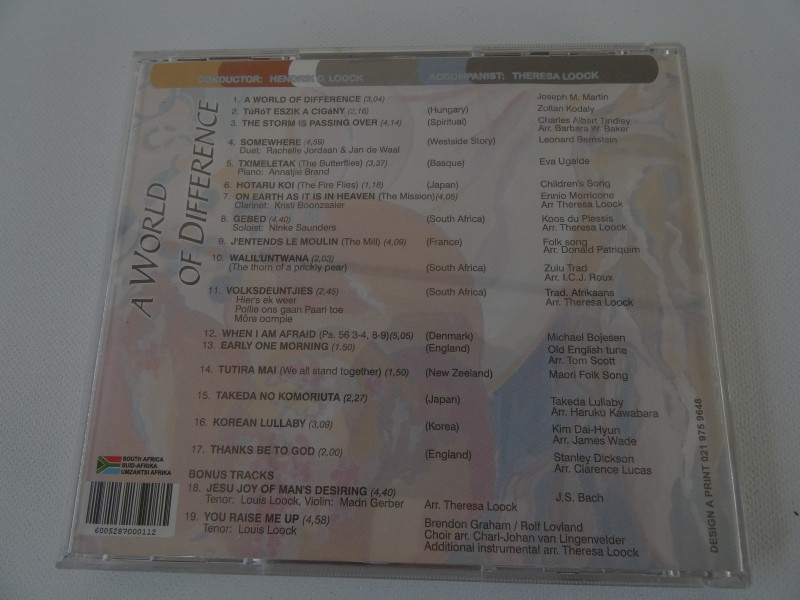 CONDUCTOR: HENDRIK D. LOOCK ACCOMPANIST: THERESA LOOCK
A WORLD
OF DIFFERENCE
1. A WORLD OF DIFFERENCE (3,04) Joseph M. Martin
2. TúRóT ESZIK A CIGáNY (2,16) (Hungary) Zoltan Kodaly
3. THE STORM IS PASSING OVER (4,14) (Spiritual) Charles Albert Tindley
Arr. Barbara W. Baker
4. SOMEWHERE (4,59) (Westside Story) Leonard Bernstein
Duet: Rachelle Jordaan & Jan de Waal
5. TXIMELETAK (The Butterflies) (3,37) (Basque) Eva Ugalde
Piano: Annatjie Brand
6. HOTARU KOI (The Fire Flies) (1,16) (Japan) Children's Song
7. ON EARTH AS IT IS IN HEAVEN (The Mission)(4,05) Ennio Morricone
Clarinet: Kristi Boonzaaier Arr Theresa Loock
8. GEBED (4,40) (South Africa) Koos du Plessis
Soloist: Ninke Saunders Arr. Theresa Loock
9. J'ENTENDS LE MOULIN (The Mill) (4,09) (France) Folk song
Arr. Donald Patriquim
10. WALIL'UNTWANA (2,03) Zulu Trad
(The thorn of a prickly pear) (South Africa) Arr. I.C.J. Roux
11. VOLKSDEUNTJIES (2,45) (South Africa) Trad. Afrikaans
Hier's ek weer Arr. Theresa Loock
Pollie ons gaan Paarl toe
Môre oompie
12. WHEN I AM AFRAID (Ps. 56 3-4, 8-9)(5,05) (Denmark) Michael Bojesen
13. EARLY ONE MORNING (1,50) (England) Old English tune
Arr. Tom Scott
14. TUTIRA MAI (We all stand together) (1,50) (New Zeeland) Maori Folk Song
15. TAKEDA NO KOMORIUTA (2,27) (Japan) Takeda Lullaby
Arr. Haruku Kawabara
16. KOREAN LULLABY (3,09) (Korea) Kim Dai-Hyun
Arr. James Wade
17. THANKS BE TO GOD (2,00) (England) Stanley Dickson
Arr. Clarence Lucas
BONUS TRACKS
18. JESU JOY OF MAN'S DESIRING (4,40) J.S. Bach
Tenor: Louis Loock, Violin: Madri Gerber Arr. Theresa Loock
19. YOU RAISE ME UP (4,58) Brendon Graham / Rolf Lovland
Tenor: Louis Loock Choir arr. Charl-Johan van Lingenvelder
Additional instrumental arr. Theresa Loock
SOUTH AFRICA
SUID-AFRIKA
UMZANTSI AFRIKA
6005287000112
DESIGN A PRINT 021 975 9648